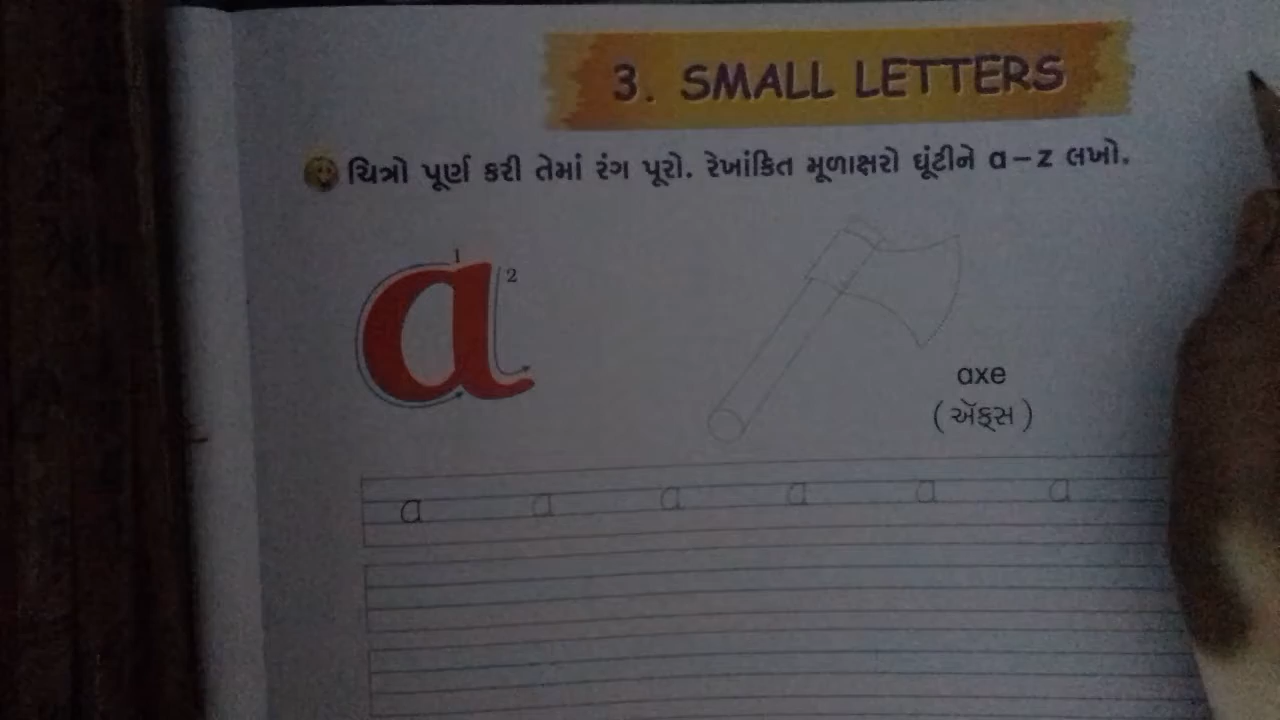 3. SMALL LETTERS
ચિત્રો પૂર્ણ કરી તેમાં રંગ પૂરો. રેખાંકિત મૂળાક્ષરો ઘૂંટીને a – z લખો.
a 1 2
axe
(ઍક્સ)
a a a a a a